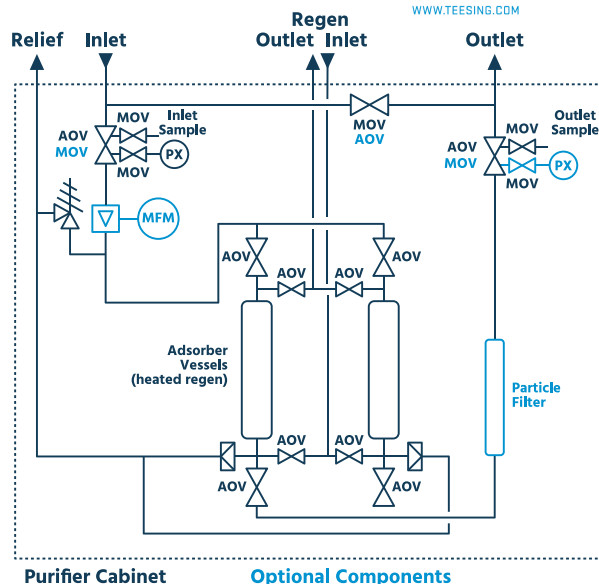 WWW.TEESING.COM
Regen
Relief
Inlet
Outlet
Inlet
Outlet
Inlet
Sample
MOV
AOV
MOV
PX
MOV
MOV
AOV
Outlet
Sample
MOV
AOV
MOV
PX
MOV
MFM
AOV
AOV
AOV
AOV
Adsorber
Vessels
(heated regen)
Particle
Filter
AOV
AOV
AOV
AOV
Purifier Cabinet
Optional Components